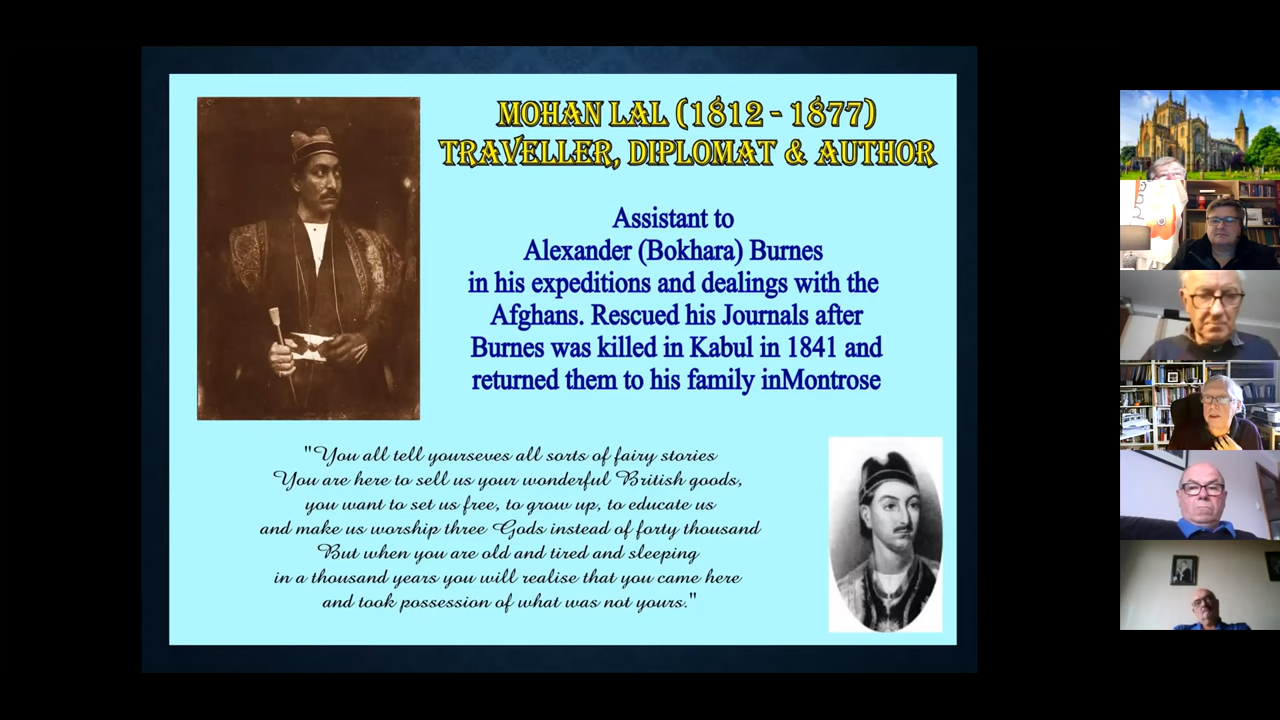 MOHAN LAL (1812 - 1877)
TRAVELLER, DIPLOMAT & AUTHOR
Assistant to
Alexander (Bokhara) Burnes
in his expeditions and dealings with the
Afghans. Rescued his Journals after
Burnes was killed in Kabul in 1841 and
returned them to his family inMontrose
"You all tell yourseves all sorts of fairy stories
You are here to sell us your wonderful British goods,
you want to set us free, to grow up, to educate us
and make us worship three Gods instead of forty thousand
But when you are old and tired and sleeping
in a thousand years you will realise that you came here
and took possession of what was not yours."